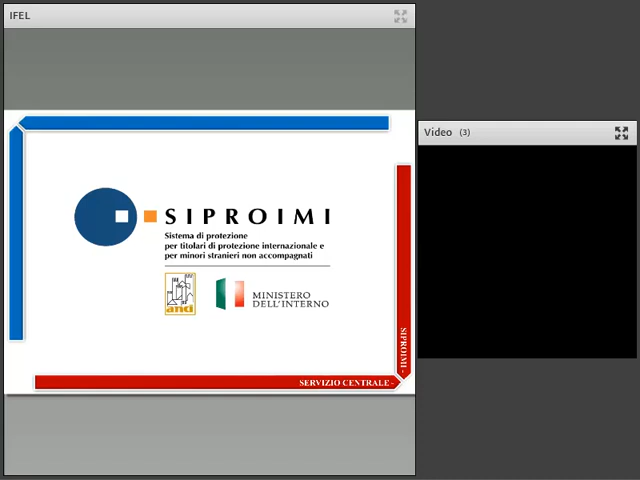 IFEL
Video (3)
SIPROIMI
Sistema di protezione
per titolari di protezione internazionale e
per minori stranieri non accompagnati
anci
MINISTERO
DELL'INTERNO
SIPROIMI -
SERVIZIO CENTRALE -